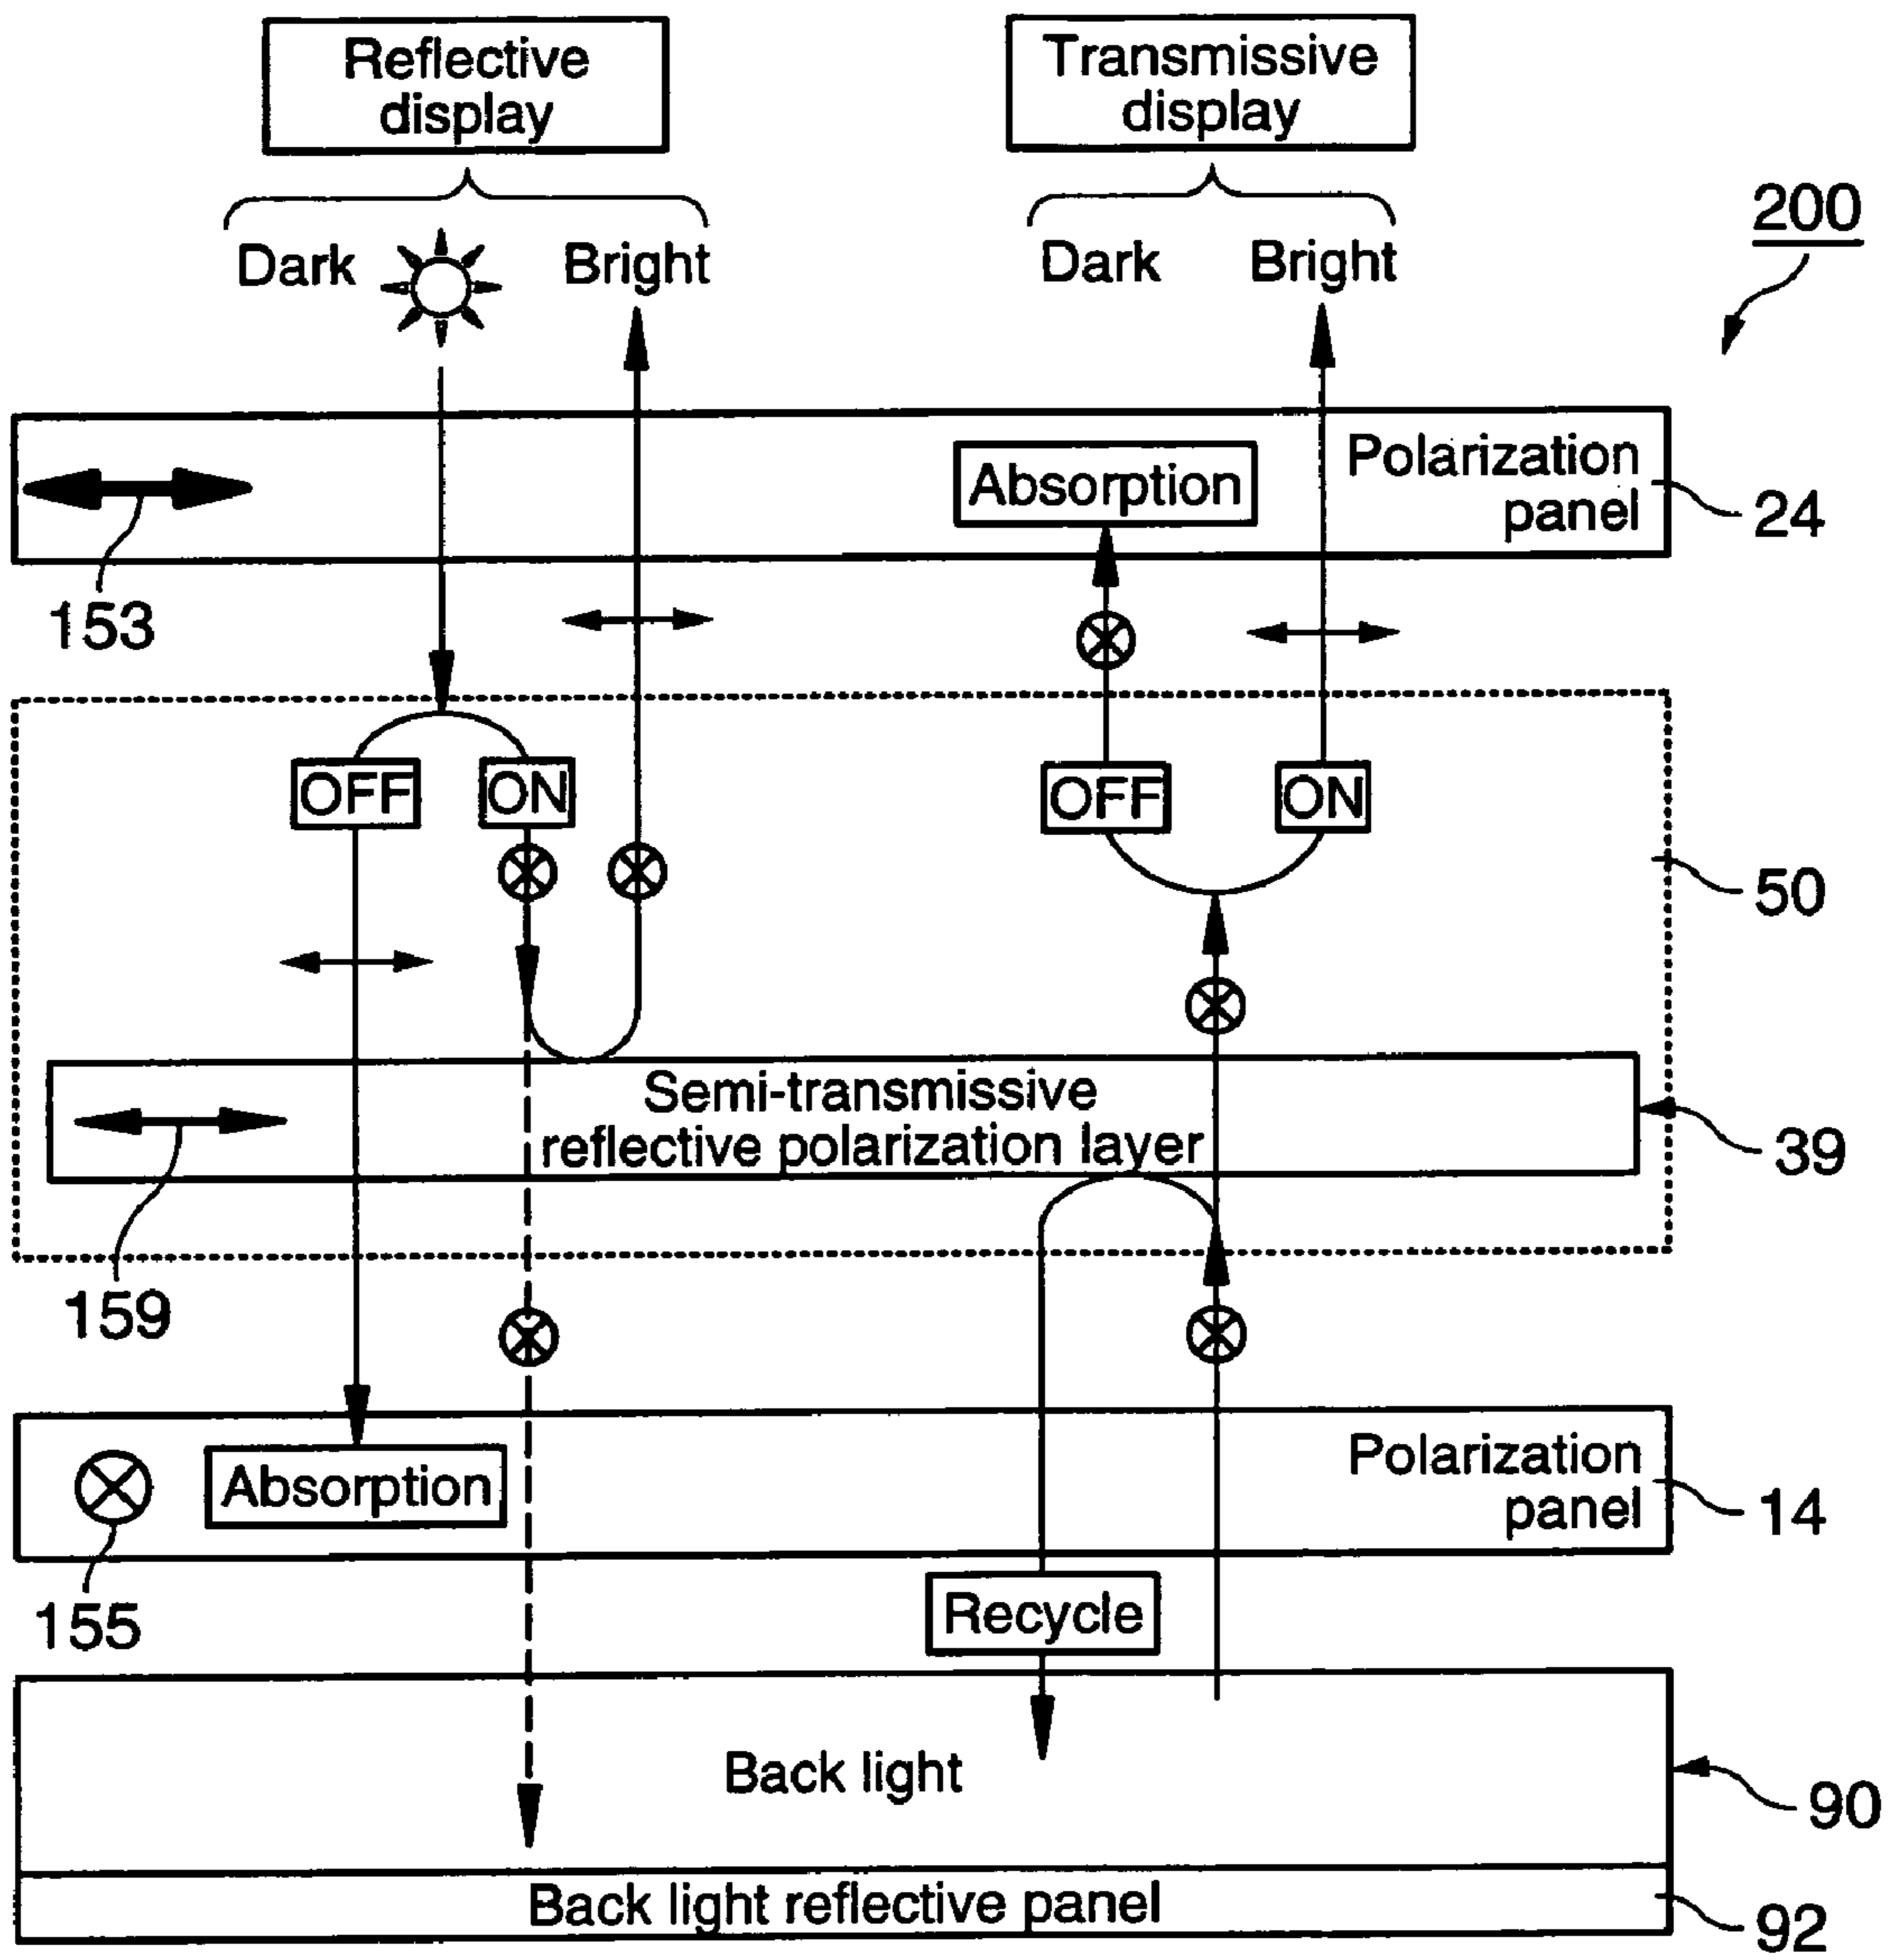 Reflective
display
Transmissive
display
200
Dark
Bright
Dark
Bright
Absorption
Polarization
panel
24
153
OFF
ON
OFF
ON
50
Semi-transmissive
reflective polarization layer
39
159
Absorption
Polarization
panel
14
155
Recycle
Back light
90
Back light reflective panel
92